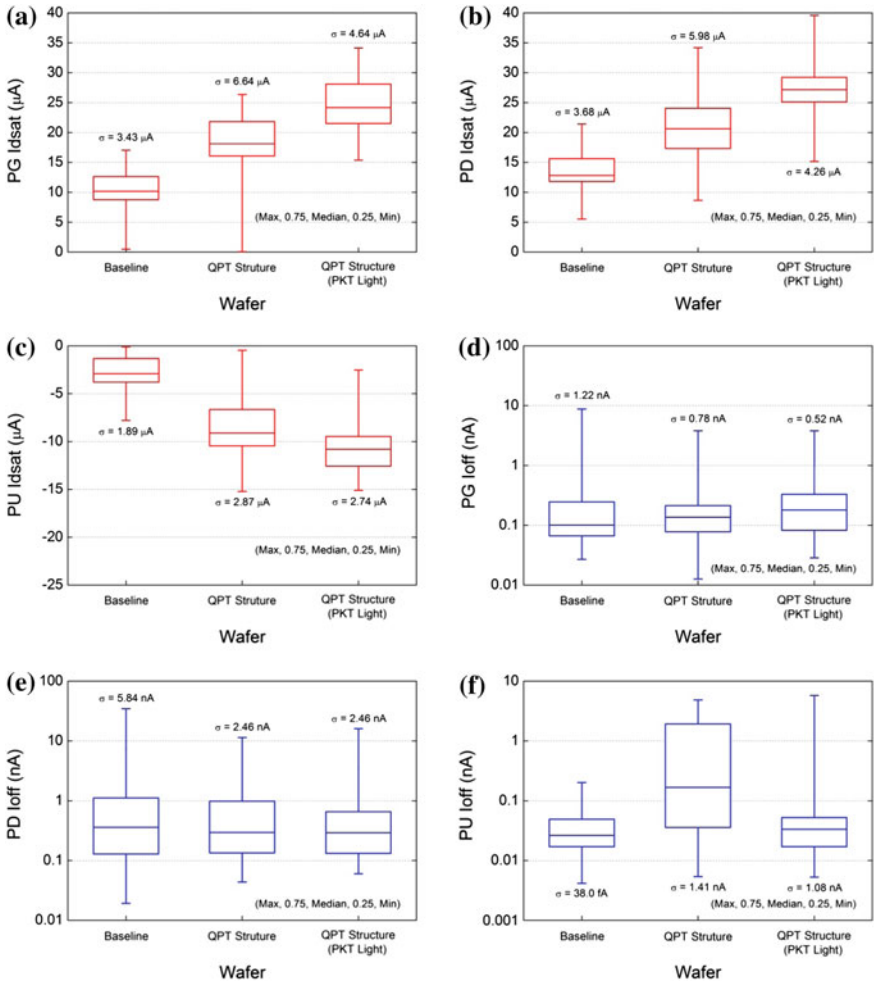 (a)
PG Idsat (μA)
40
35
30
25
20
15
10
5
0
σ = 3.43 μA
σ = 6.64 μA
σ = 4.64 μA
(Max, 0.75, Median, 0.25, Min)
Baseline
QPT Struture
QPT Structure
(PKT Light)
Wafer
(b)
PD Idsat (μA)
40
35
30
25
20
15
10
5
0
σ = 3.68 μA
σ = 5.98 μA
σ = 4.26 μA
(Max, 0.75, Median, 0.25, Min)
Baseline
QPT Struture
QPT Structure
(PKT Light)
Wafer
(c)
PU Idsat (μA)
0
-5
-10
-15
-20
-25
σ = 1.89 μA
σ = 2.87 μA
σ = 2.74 μA
(Max, 0.75, Median, 0.25, Min)
Baseline
QPT Struture
QPT Structure
(PKT Light)
Wafer
(d)
PG Ioff (nA)
100
10
1
0.1
0.01
σ = 1.22 nA
σ = 0.78 nA
σ = 0.52 nA
(Max, 0.75, Median, 0.25, Min)
Baseline
QPT Struture
QPT Structure
(PKT Light)
Wafer
(e)
PD Ioff (nA)
100
10
1
0.1
0.01
σ = 5.84 nA
σ = 2.46 nA
σ = 2.46 nA
(Max, 0.75, Median, 0.25, Min)
Baseline
QPT Struture
QPT Structure
(PKT Light)
Wafer
(f)
PU Ioff (nA)
10
1
0.1
0.01
0.001
σ = 38.0 fA
σ = 1.41 nA
σ = 1.08 nA
(Max, 0.75, Median, 0.25, Min)
Baseline
QPT Struture
QPT Structure
(PKT Light)
Wafer